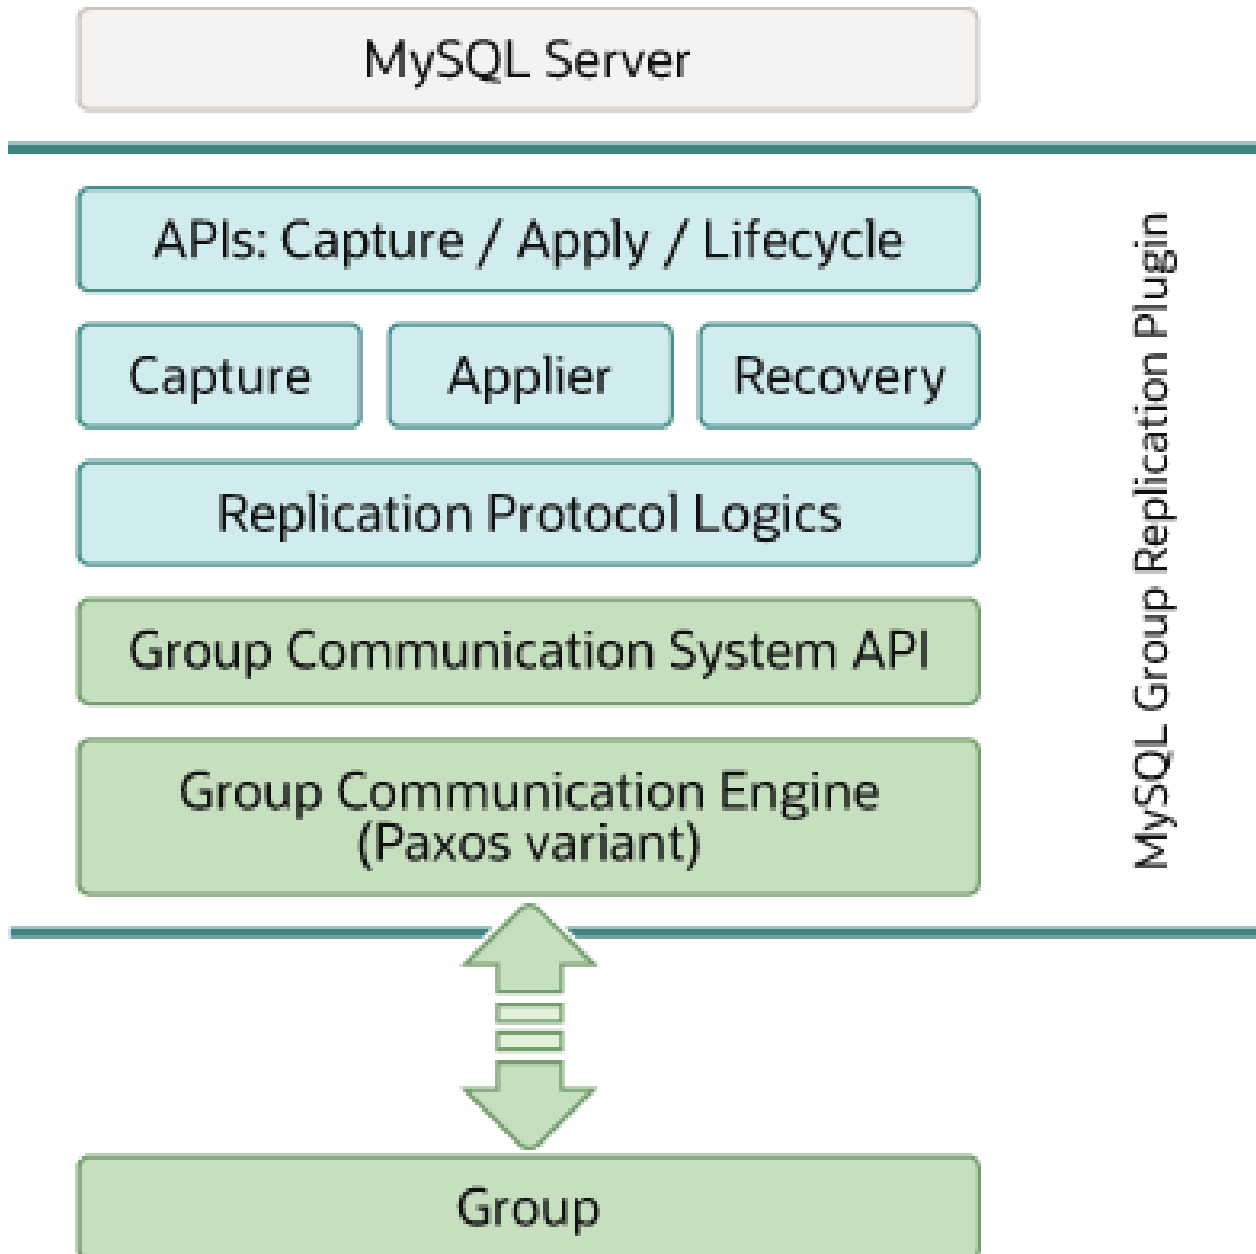 MySQL Server
APIs: Capture / Apply / Lifecycle
Capture
Applier
Recovery
Replication Protocol Logics
Group Communication System API
Group Communication Engine
(Paxos variant)
MySQL Group Replication Plugin
Group